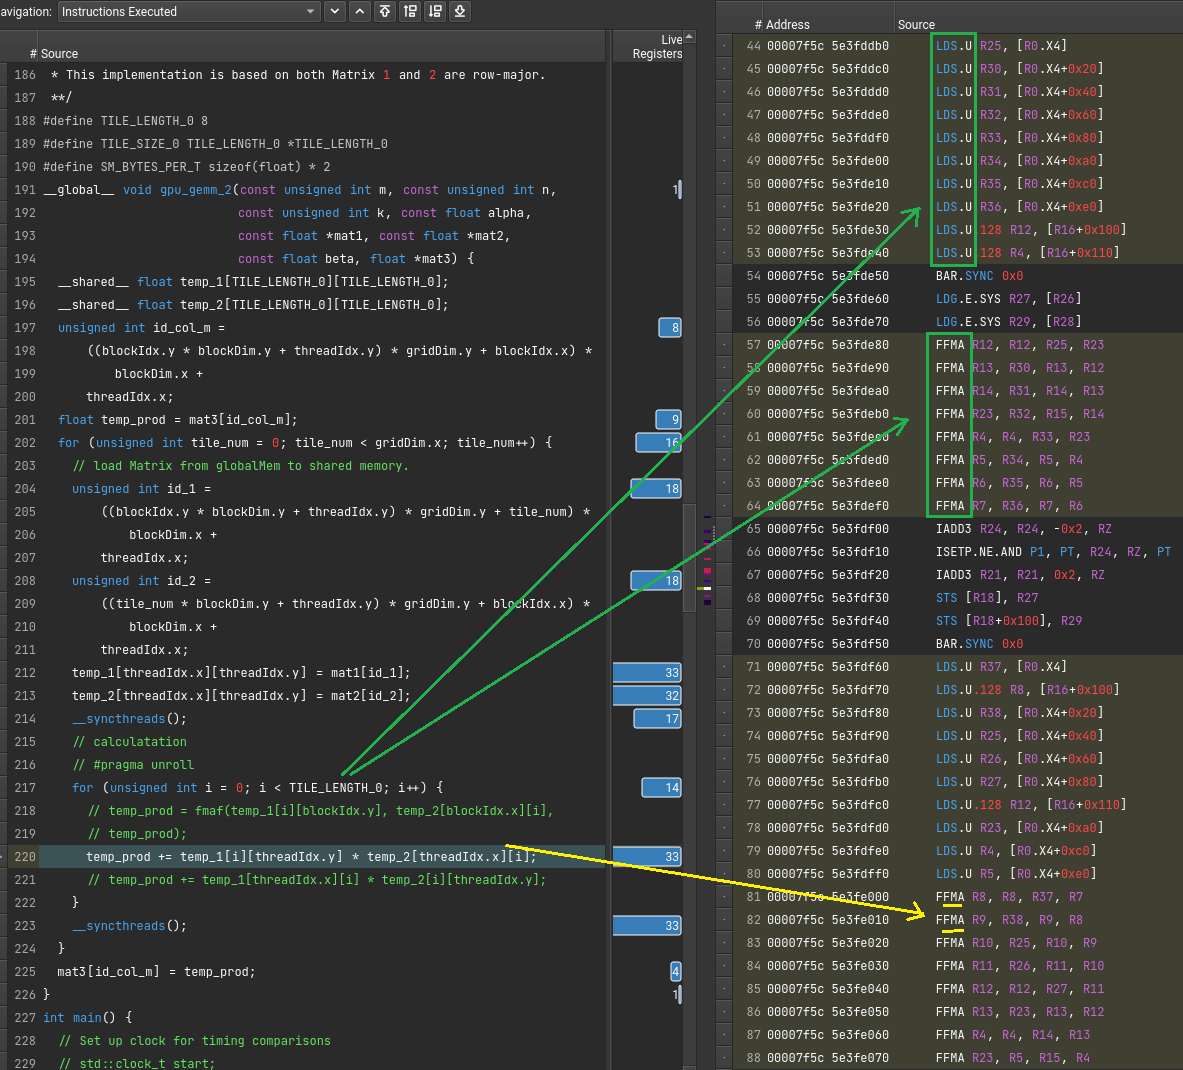 avigation: Instructions Executed
# Source
Live
Registers
186 * This implementation is based on both Matrix 1 and 2 are row-major.
187 **/
188 #define TILE_LENGTH_0 8
189 #define TILE_SIZE_0 TILE_LENGTH_0 *TILE_LENGTH_0
190 #define SM_BYTES_PER_T sizeof(float) * 2
191 __global__ void gpu_gemm_2(const unsigned int m, const unsigned int n, 1
192 const unsigned int k, const float alpha,
193 const float *mat1, const float *mat2,
194 const float beta, float *mat3) {
195 __shared__ float temp_1[TILE_LENGTH_0][TILE_LENGTH_0];
196 __shared__ float temp_2[TILE_LENGTH_0][TILE_LENGTH_0];
197 unsigned int id_col_m = 8
198 ((blockIdx.y * blockDim.y + threadIdx.y) * gridDim.y + blockIdx.x) *
199 blockDim.x +
200 threadIdx.x;
201 float temp_prod = mat3[id_col_m]; 9
202 for (unsigned int tile_num = 0; tile_num < gridDim.x; tile_num++) { 16
203 // load Matrix from globalMem to shared memory.
204 unsigned int id_1 = 18
205 ((blockIdx.y * blockDim.y + threadIdx.y) * gridDim.y + tile_num) *
206 blockDim.x +
207 threadIdx.x;
208 unsigned int id_2 = 18
209 ((tile_num * blockDim.y + threadIdx.y) * gridDim.y + blockIdx.x) *
210 blockDim.x +
211 threadIdx.x;
212 temp_1[threadIdx.x][threadIdx.y] = mat1[id_1]; 33
213 temp_2[threadIdx.x][threadIdx.y] = mat2[id_2]; 32
214 __syncthreads(); 17
215 // calculatation
216 // #pragma unroll
217 for (unsigned int i = 0; i < TILE_LENGTH_0; i++) { 14
218 // temp_prod = fmaf(temp_1[i][blockIdx.y], temp_2[blockIdx.x][i],
219 // temp_prod);
220 temp_prod += temp_1[i][threadIdx.y] * temp_2[threadIdx.x][i]; 33
221 // temp_prod += temp_1[threadIdx.x][i] * temp_2[i][threadIdx.y];
222 }
223 __syncthreads(); 33
224 }
225 mat3[id_col_m] = temp_prod; 4
226 } 1
227 int main() {
228 // Set up clock for timing comparisons
229 // std::clock_t start;
# Address Source
44 00007f5c 5e3fddb0 LDS.U R25, [R0.X4]
45 00007f5c 5e3fddc0 LDS.U R30, [R0.X4+0x20]
46 00007f5c 5e3fddd0 LDS.U R31, [R0.X4+0x40]
47 00007f5c 5e3fdde0 LDS.U R32, [R0.X4+0x60]
48 00007f5c 5e3fddf0 LDS.U R33, [R0.X4+0x80]
49 00007f5c 5e3fde00 LDS.U R34, [R0.X4+0xa0]
50 00007f5c 5e3fde10 LDS.U R35, [R0.X4+0xc0]
51 00007f5c 5e3fde20 LDS.U R36, [R0.X4+0xe0]
52 00007f5c 5e3fde30 LDS.U.128 R12, [R16+0x100]
53 00007f5c 5e3fde40 LDS.U.128 R4, [R16+0x110]
54 00007f5c 5e3fde50 BAR.SYNC 0x0
55 00007f5c 5e3fde60 LDG.E.SYS R27, [R26]
56 00007f5c 5e3fde70 LDG.E.SYS R29, [R28]
57 00007f5c 5e3fde80 FFMA R12, R12, R25, R23
58 00007f5c 5e3fde90 FFMA R13, R30, R13, R12
59 00007f5c 5e3fdea0 FFMA R14, R31, R14, R13
60 00007f5c 5e3fdeb0 FFMA R23, R32, R15, R14
61 00007f5c 5e3fdec0 FFMA R4, R4, R33, R23
62 00007f5c 5e3fded0 FFMA R5, R34, R5, R4
63 00007f5c 5e3fdee0 FFMA R6, R35, R6, R5
64 00007f5c 5e3fdef0 FFMA R7, R36, R7, R6
65 00007f5c 5e3fdf00 IADD3 R24, R24, -0x2, RZ
66 00007f5c 5e3fdf10 ISETP.NE.AND P1, PT, R24, RZ, PT
67 00007f5c 5e3fdf20 IADD3 R21, R21, 0x2, RZ
68 00007f5c 5e3fdf30 STS [R18], R27
69 00007f5c 5e3fdf40 STS [R18+0x100], R29
70 00007f5c 5e3fdf50 BAR.SYNC 0x0
71 00007f5c 5e3fdf60 LDS.U R37, [R0.X4]
72 00007f5c 5e3fdf70 LDS.U.128 R8, [R16+0x100]
73 00007f5c 5e3fdf80 LDS.U R38, [R0.X4+0x20]
74 00007f5c 5e3fdf90 LDS.U R25, [R0.X4+0x40]
75 00007f5c 5e3fdfa0 LDS.U R26, [R0.X4+0x60]
76 00007f5c 5e3fdfb0 LDS.U R27, [R0.X4+0x80]
77 00007f5c 5e3fdfc0 LDS.U.128 R12, [R16+0x110]
78 00007f5c 5e3fdfd0 LDS.U R23, [R0.X4+0xa0]
79 00007f5c 5e3fdfe0 LDS.U R4, [R0.X4+0xc0]
80 00007f5c 5e3fdff0 LDS.U R5, [R0.X4+0xe0]
81 00007f5c 5e3fe000 FFMA R8, R8, R37, R7
82 00007f5c 5e3fe010 FFMA R9, R38, R9, R8
83 00007f5c 5e3fe020 FFMA R10, R25, R10, R9
84 00007f5c 5e3fe030 FFMA R11, R26, R11, R10
85 00007f5c 5e3fe040 FFMA R12, R12, R27, R11
86 00007f5c 5e3fe050 FFMA R13, R23, R13, R12
87 00007f5c 5e3fe060 FFMA R4, R4, R14, R13
88 00007f5c 5e3fe070 FFMA R23, R5, R15, R4